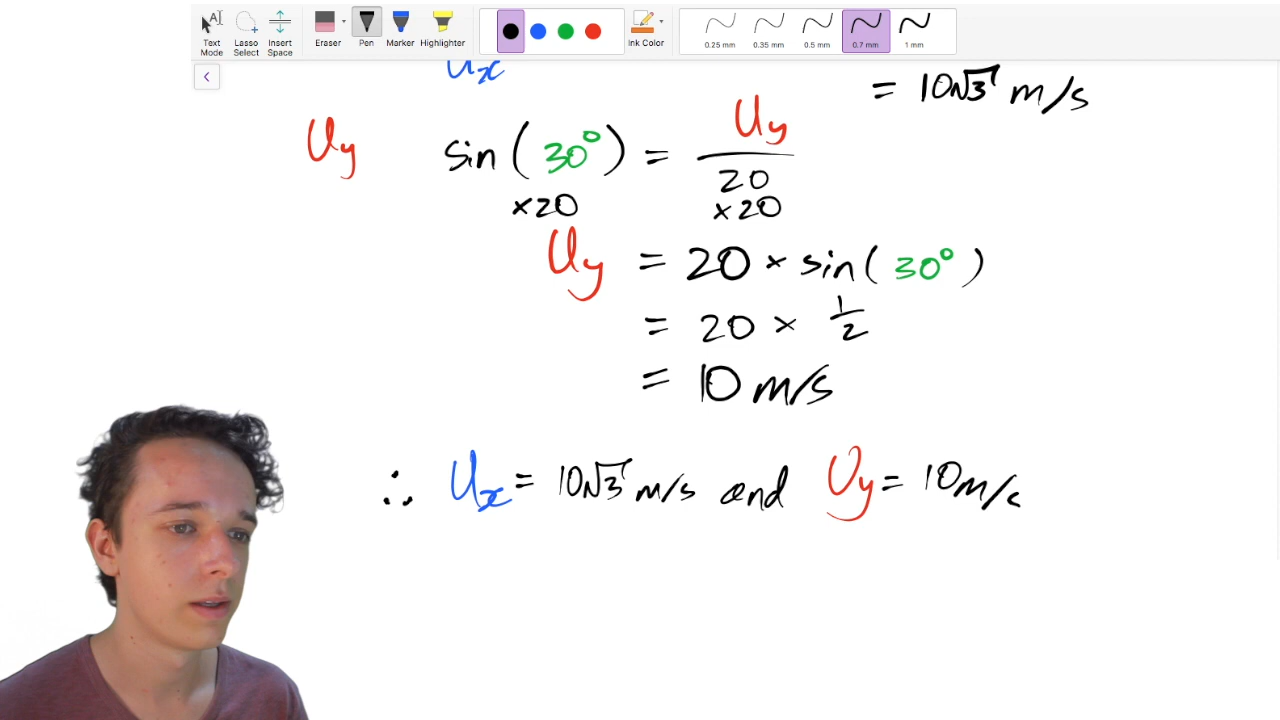 Text Mode Lasso Select Insert Space Eraser Pen Marker Highlighter Ink Color 0.25 mm 0.35 mm 0.5 mm 0.7 mm 1 mm
Ux
= 10√3 m/s
Uy sin(30°) = Uy/20
×20 ×20
Uy = 20 × sin(30°)
= 20 × 1/2
= 10 m/s
∴ Ux = 10√3 m/s and Uy = 10 m/s